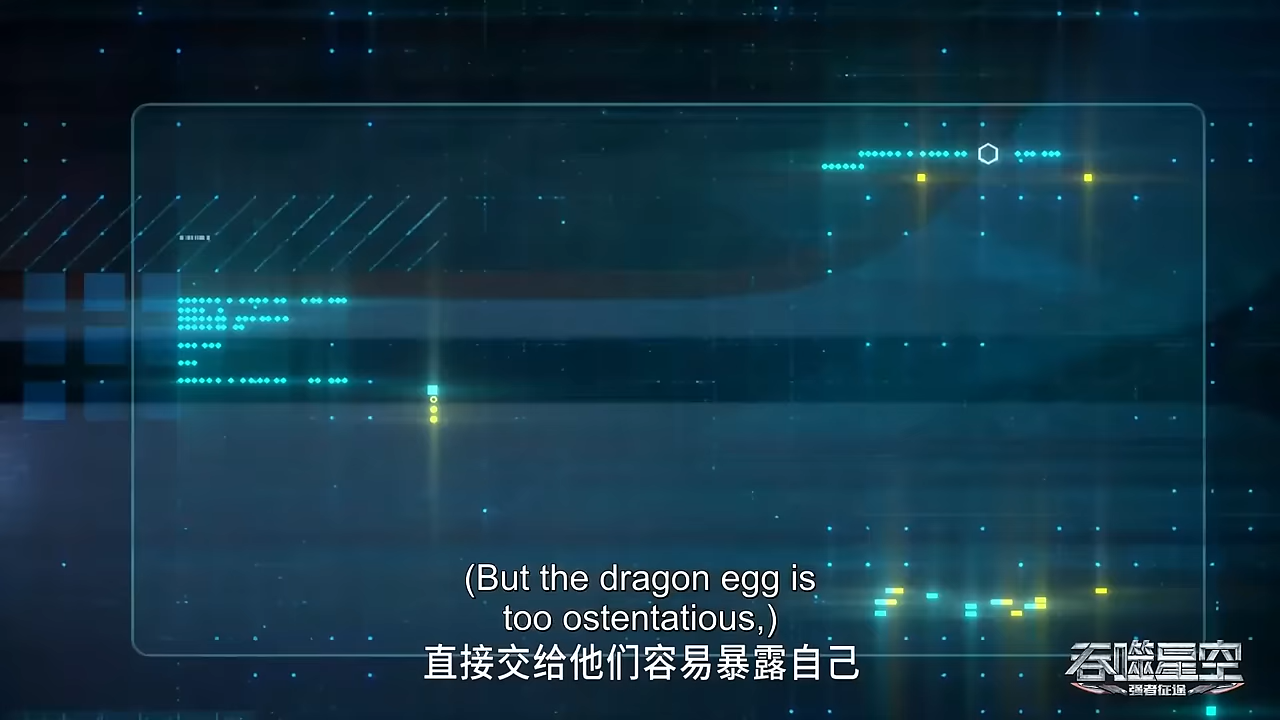 (But the dragon egg is
too ostentatious,)
直接交给他们容易暴露自己
吞噬星空
强者征途